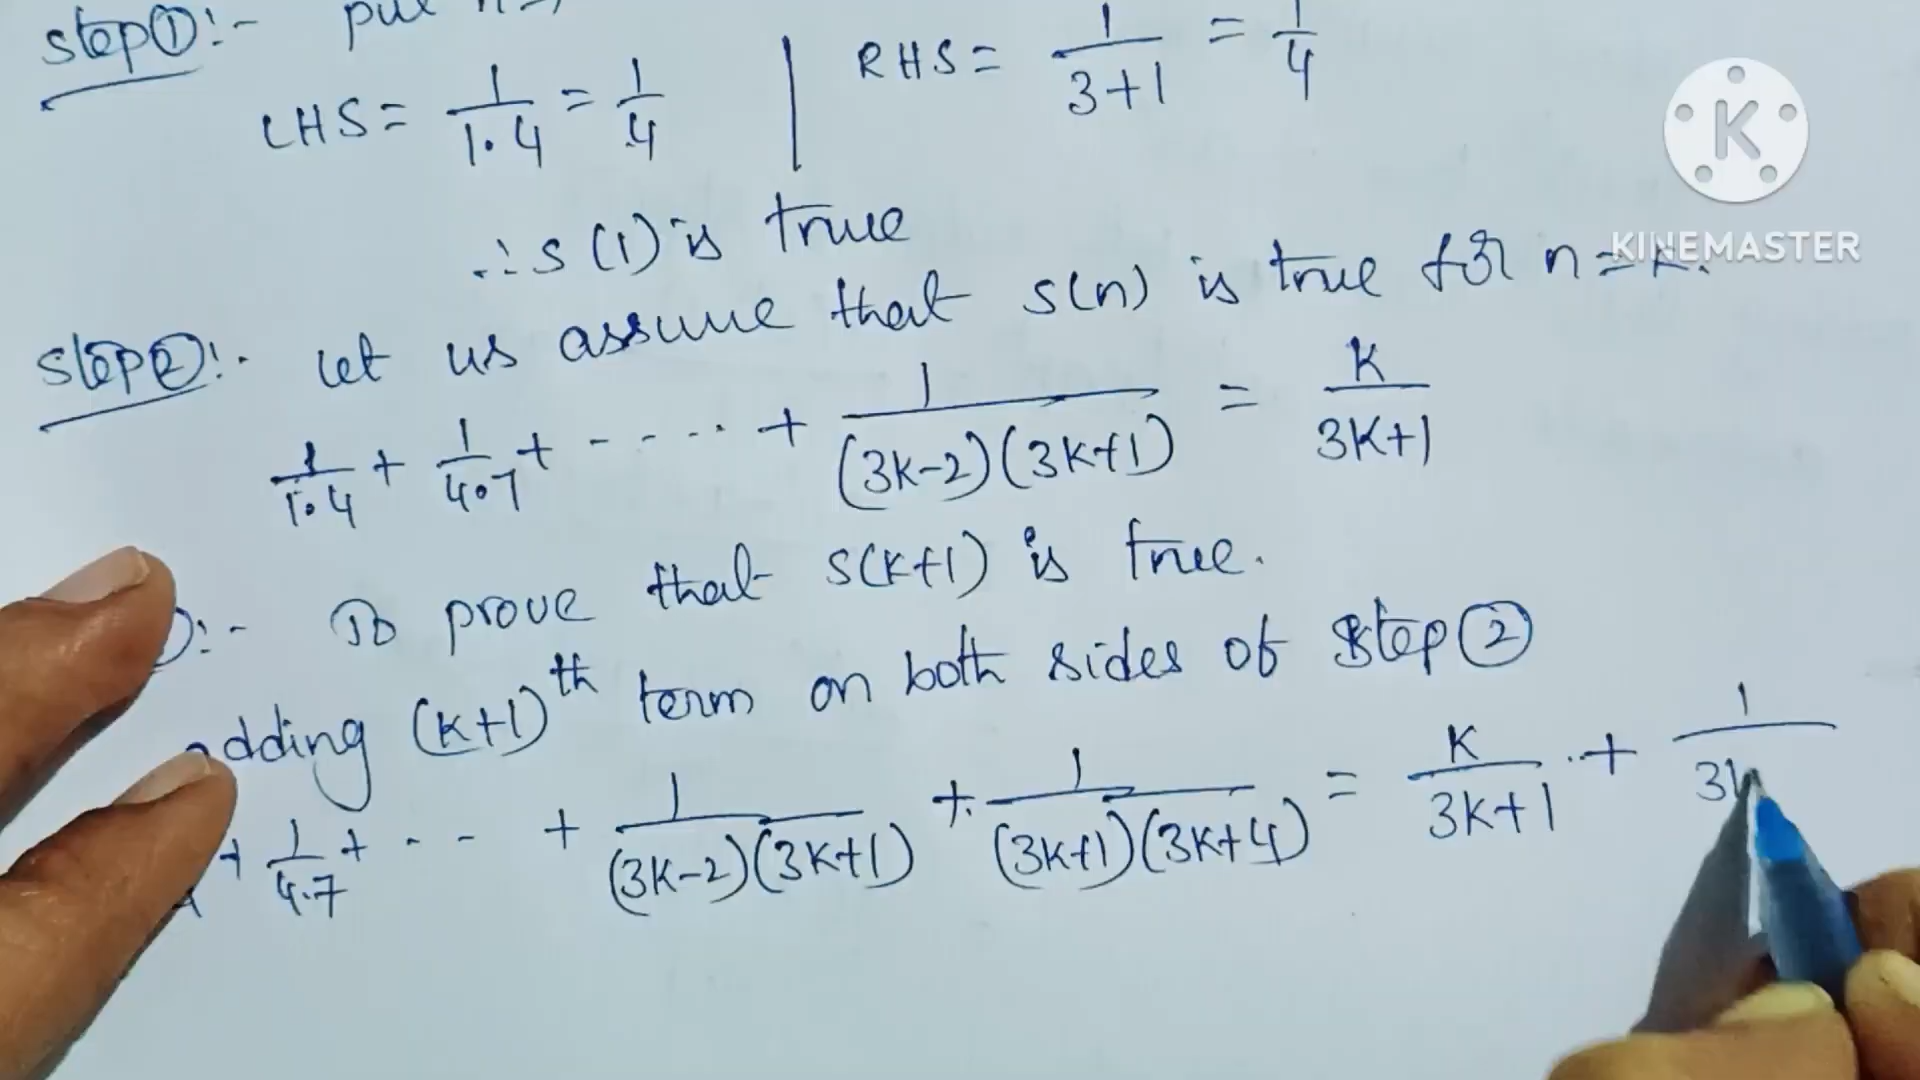 step①:- put n=1
LHS = 1/1.4 = 1/4 | RHS = 1/3+1 = 1/4
∴ s(1) is true
step②:- Let us assume that s(n) is true for n=k.
1/1.4 + 1/4.7 + ---.. + 1/(3k-2)(3k+1) = k/3k+1
:- To prove that s(k+1) is true.
adding (k+1)th term on both sides of step②
+ 1/4.7 + . - - + 1/(3k-2)(3k+1) + 1/(3k+1)(3k+4) = k/3k+1 + 1/3k
K
KINEMASTER